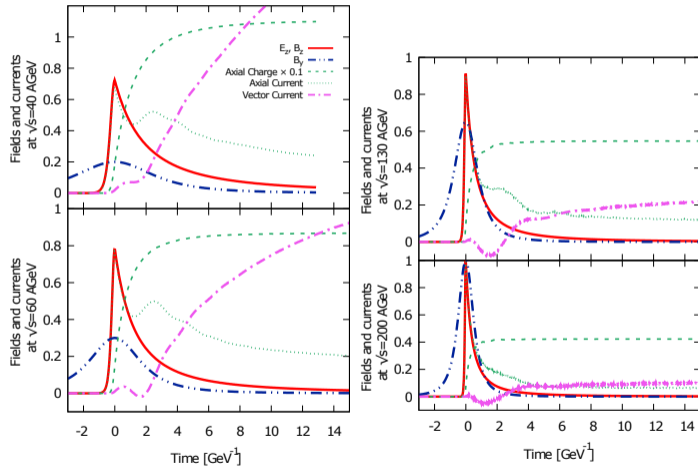 Fields and currents
at √s=40 AGeV
1
0.8
0.6
0.4
0.2
0
E_z, B_z
B_y
Axial Charge × 0.1
Axial Current
Vector Current
Fields and currents
at √s=60 AGeV
1
0.8
0.6
0.4
0.2
0
-2 0 2 4 6 8 10 12 14
Time [GeV⁻¹]
Fields and currents
at √s=130 AGeV
1
0.8
0.6
0.4
0.2
0
Fields and currents
at √s=200 AGeV
1
0.8
0.6
0.4
0.2
0
-2 0 2 4 6 8 10 12 14
Time [GeV⁻¹]